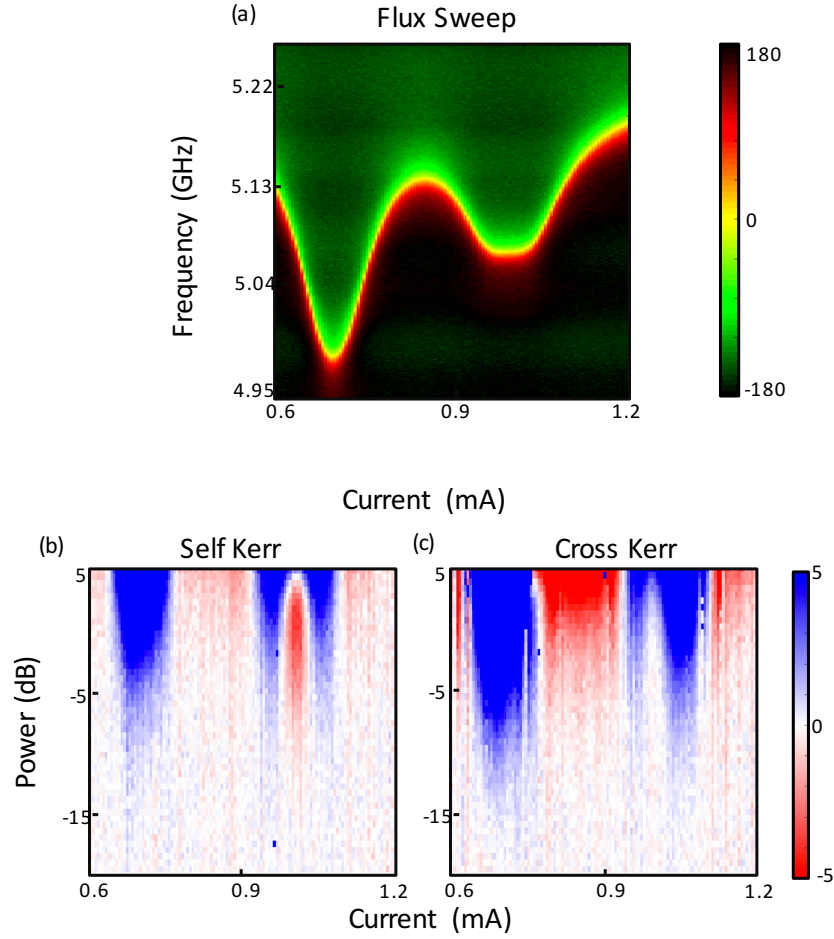 (a)
Flux Sweep
Frequency (GHz)
5.22
5.13
5.04
4.95
0.6 0.9 1.2
180
0
-180
Current (mA)
(b)
Self Kerr
(c)
Cross Kerr
Power (dB)
5
-5
-15
0.6 0.9 1.2
5
-5
-15
0.6 0.9 1.2
5
0
-5
Current (mA)